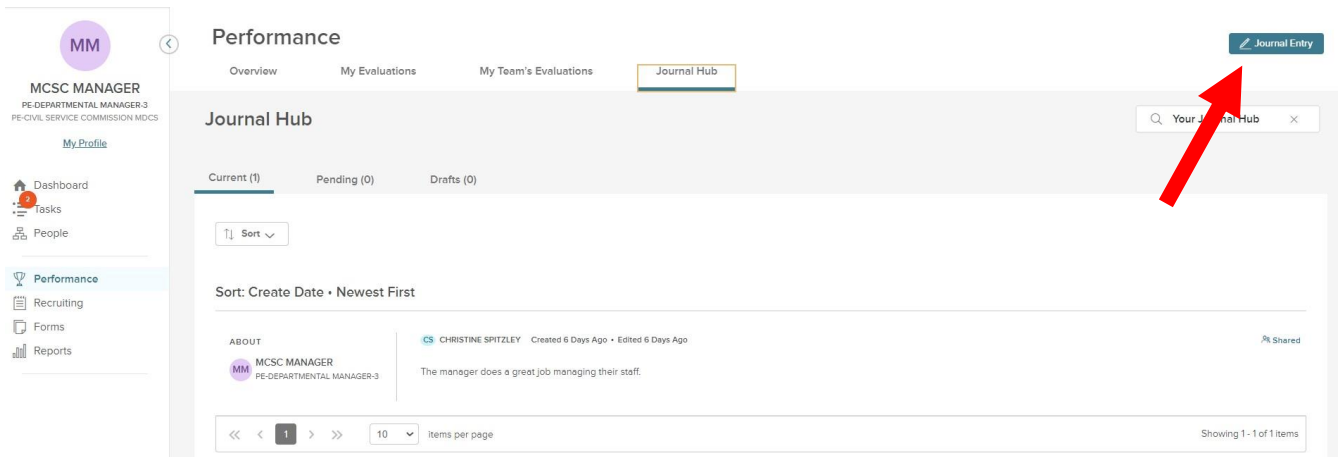 MM
MCSC MANAGER
PE-DEPARTMENTAL MANAGER-3
PE-CIVIL SERVICE COMMISSION MDCS
My Profile
Dashboard
2
Tasks
People
Performance
Recruiting
Forms
Reports
Performance
Journal Entry
Overview My Evaluations My Team's Evaluations Journal Hub
Journal Hub
Your Hub
Current (1) Pending (0) Drafts (0)
Sort
Sort: Create Date • Newest First
ABOUT
MM MCSC MANAGER
PE-DEPARTMENTAL MANAGER-3
CS CHRISTINE SPITZLEY Created 6 Days Ago • Edited 6 Days Ago
Shared
The manager does a great job managing their staff.
1 10 items per page Showing 1 - 1 of 1 items